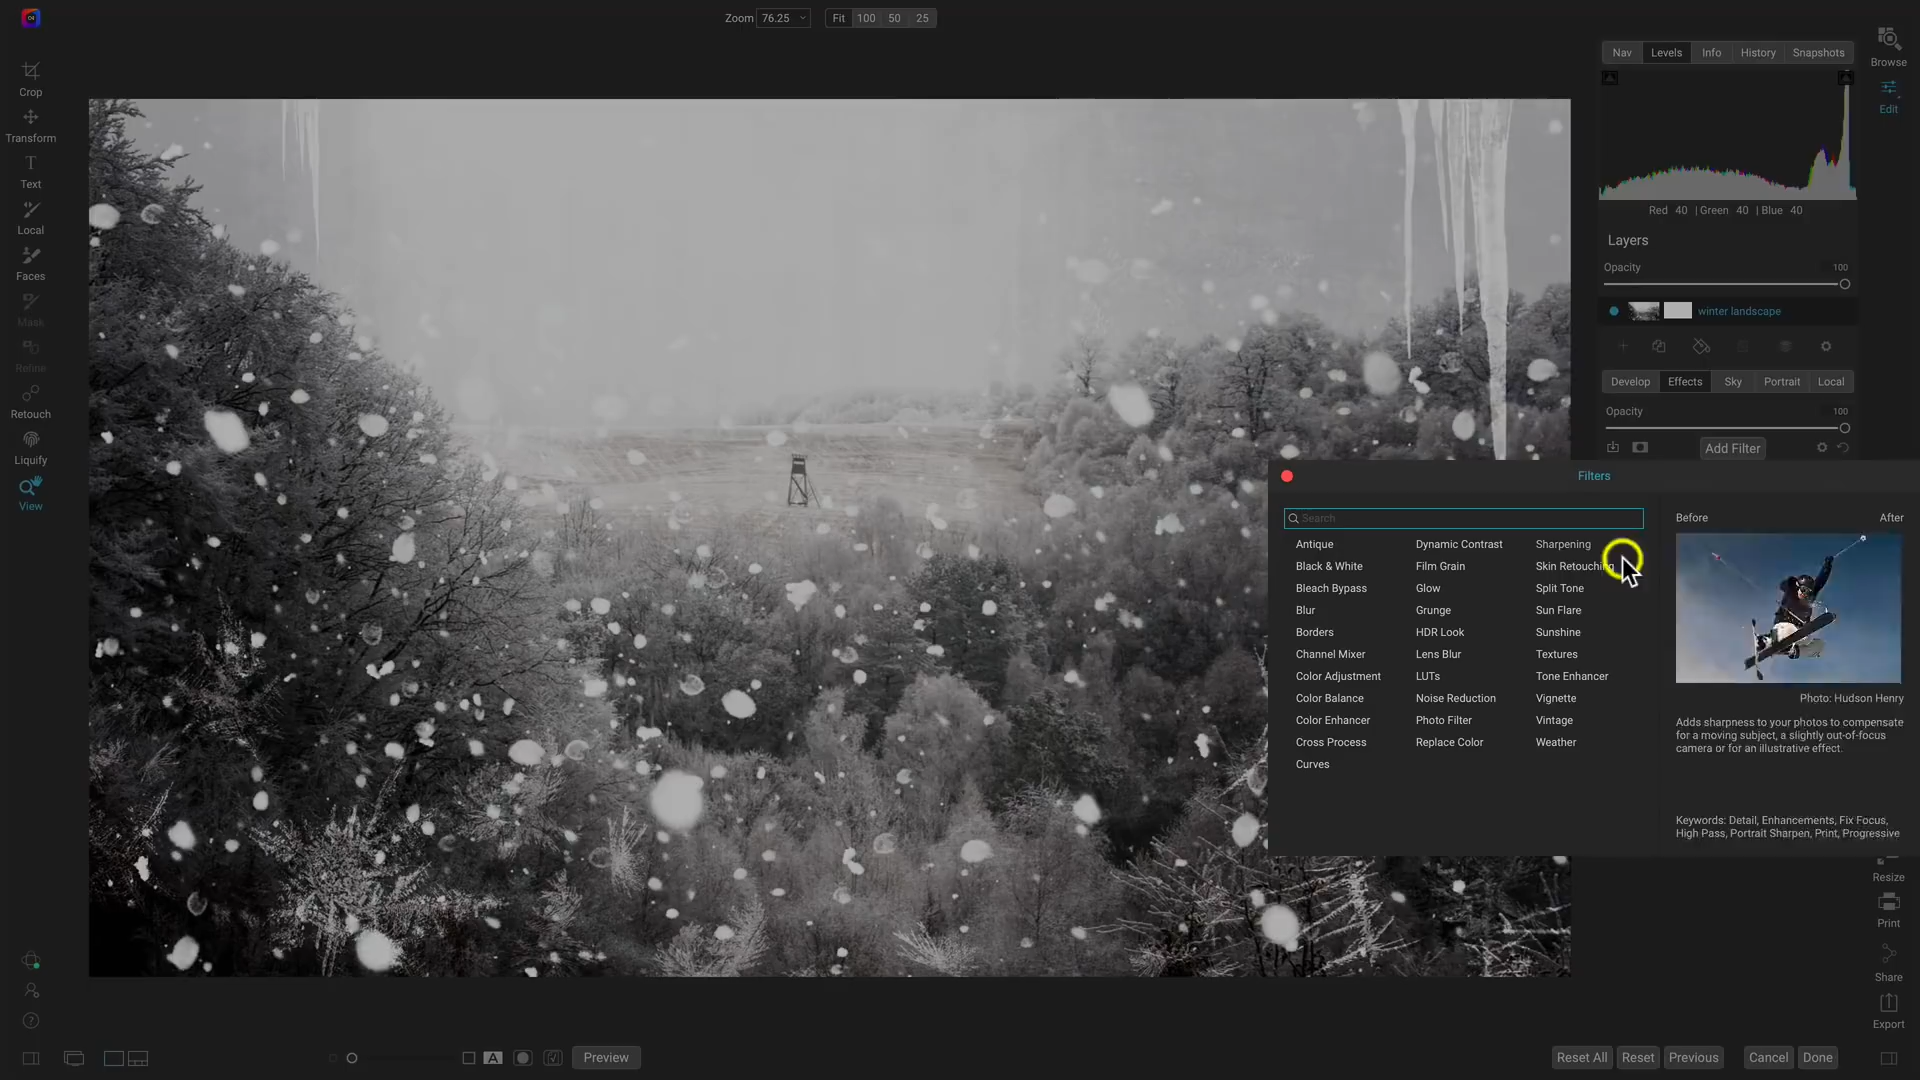 Zoom 76.25 Fit 100 50 25
Crop
Transform
Text
Local
Faces
Mask
Refine
Retouch
Liquify
View
Nav Levels Info History Snapshots
Browse
Edit
Red 40 | Green 40 | Blue 40
Layers
Opacity 100
winter landscape
Develop Effects Sky Portrait Local
Opacity 100
Add Filter
Filters
Search
Antique
Black & White
Bleach Bypass
Blur
Borders
Channel Mixer
Color Adjustment
Color Balance
Color Enhancer
Cross Process
Curves
Dynamic Contrast
Film Grain
Glow
Grunge
HDR Look
Lens Blur
LUTs
Noise Reduction
Photo Filter
Replace Color
Sharpening
Skin Retouching
Split Tone
Sun Flare
Sunshine
Textures
Tone Enhancer
Vignette
Vintage
Weather
Before After
Photo: Hudson Henry
Adds sharpness to your photos to compensate
for a moving subject, a slightly out-of-focus
camera or for an illustrative effect.
Keywords: Detail, Enhancements, Fix Focus,
High Pass, Portrait Sharpen, Print, Progressive
Resize
Print
Share
Export
A
Preview
Reset All Reset Previous Cancel Done